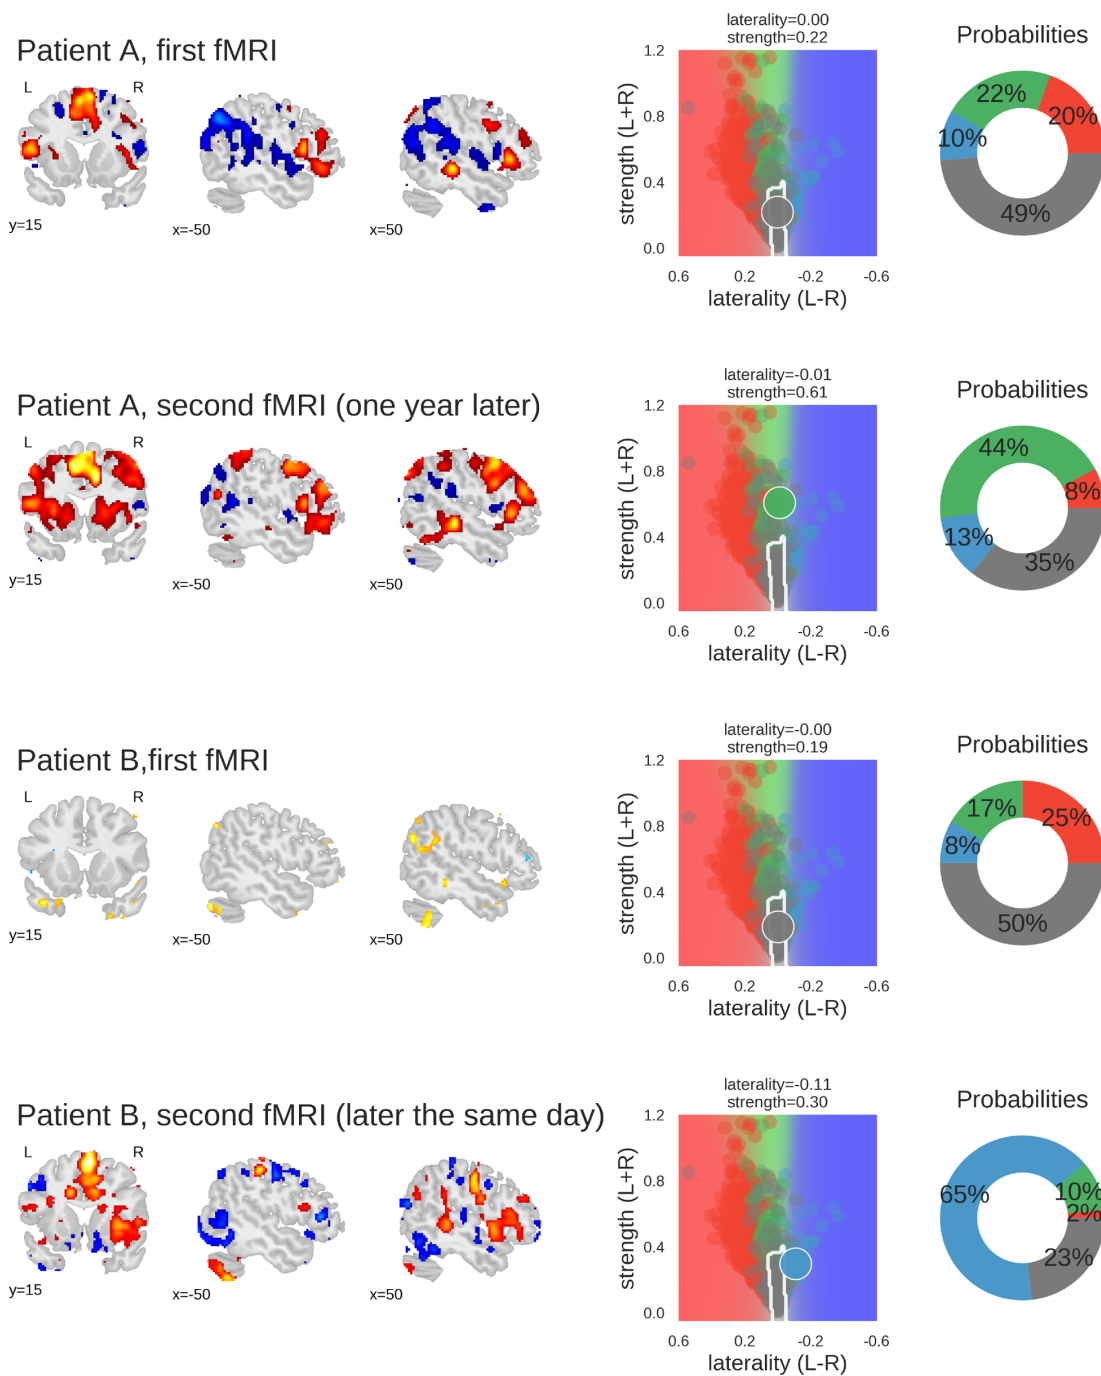 Patient A, first fMRI
L R
y=15
x=-50
x=50
laterality=0.00
strength=0.22
strength (L+R)
1.2
0.8
0.4
0.0
0.6 0.2 -0.2 -0.6
laterality (L-R)
Probabilities
22%
20%
10%
49%
Patient A, second fMRI (one year later)
L R
y=15
x=-50
x=50
laterality=-0.01
strength=0.61
strength (L+R)
1.2
0.8
0.4
0.0
0.6 0.2 -0.2 -0.6
laterality (L-R)
Probabilities
44%
8%
13%
35%
Patient B,first fMRI
L R
y=15
x=-50
x=50
laterality=-0.00
strength=0.19
strength (L+R)
1.2
0.8
0.4
0.0
0.6 0.2 -0.2 -0.6
laterality (L-R)
Probabilities
17%
25%
8%
50%
Patient B, second fMRI (later the same day)
L R
y=15
x=-50
x=50
laterality=-0.11
strength=0.30
strength (L+R)
1.2
0.8
0.4
0.0
0.6 0.2 -0.2 -0.6
laterality (L-R)
Probabilities
65%
10%
2%
23%